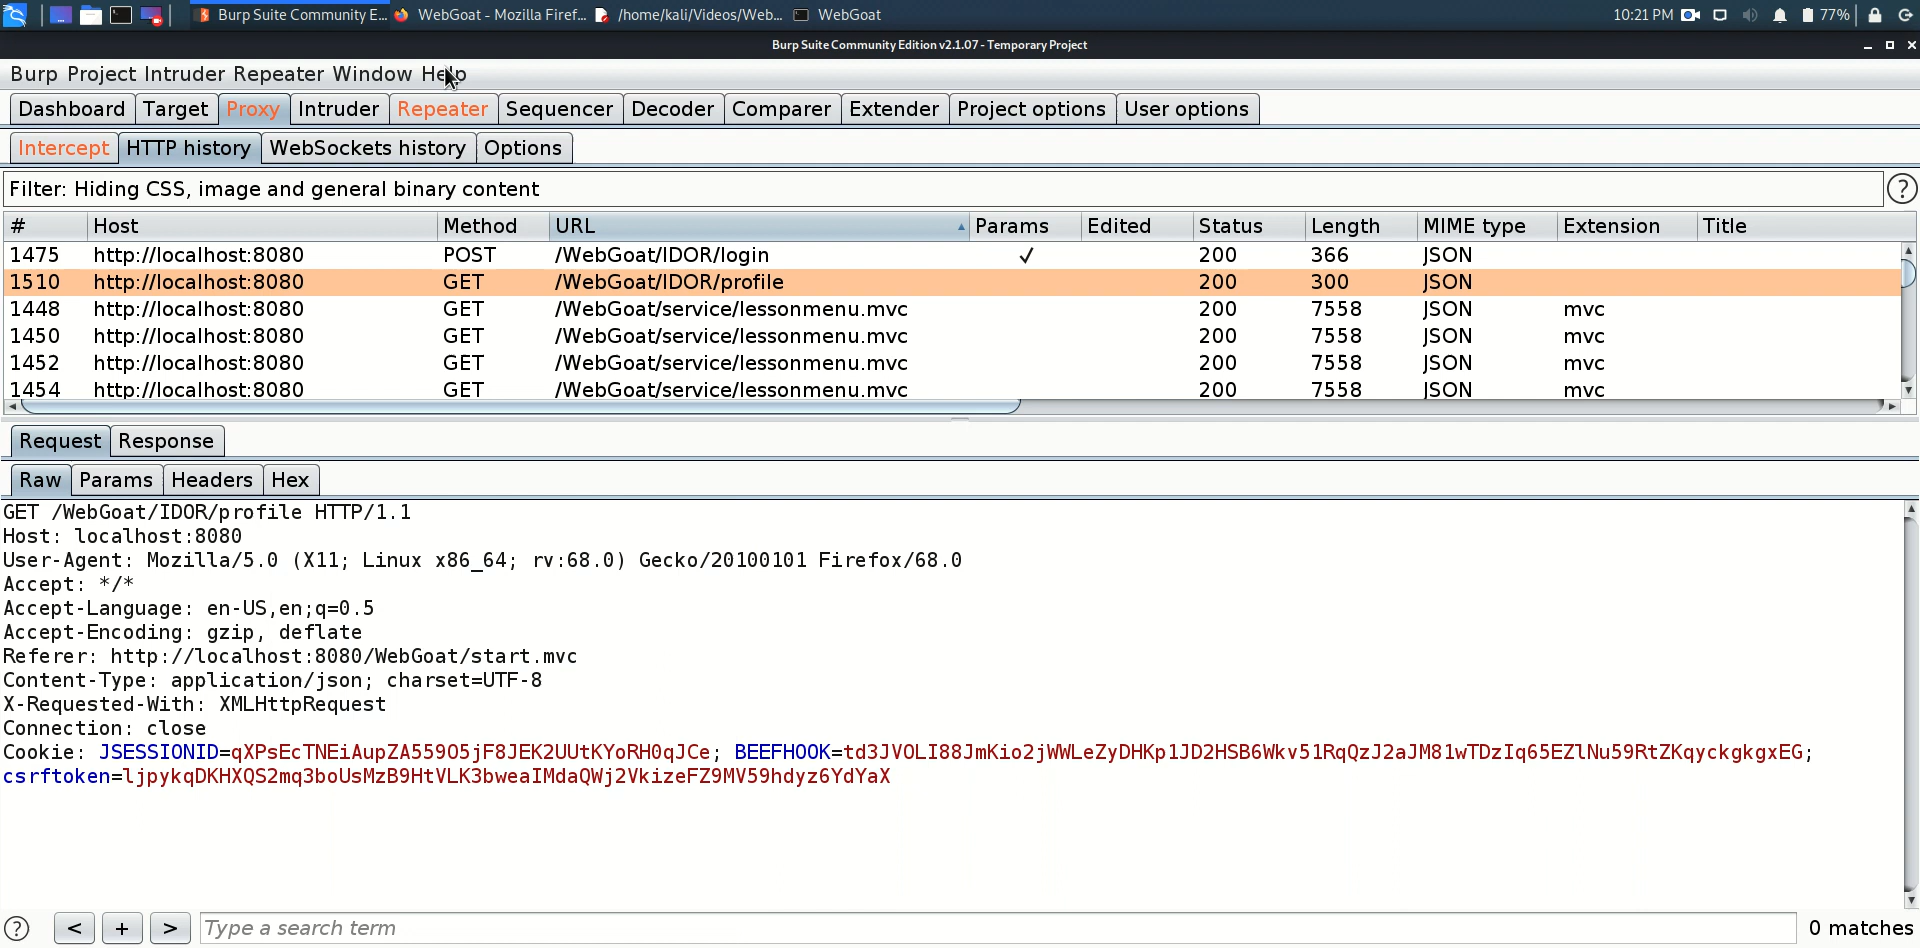 Burp Suite Community E... WebGoat - Mozilla Firef... /home/kali/Videos/Web... WebGoat 10:21 PM 77%
Burp Suite Community Edition v2.1.07 - Temporary Project
Burp Project Intruder Repeater Window Help
Dashboard Target Proxy Intruder Repeater Sequencer Decoder Comparer Extender Project options User options
Intercept HTTP history WebSockets history Options
Filter: Hiding CSS, image and general binary content ?
# Host Method URL Params Edited Status Length MIME type Extension Title
1475 http://localhost:8080 POST /WebGoat/IDOR/login ✓ 200 366 JSON
1510 http://localhost:8080 GET /WebGoat/IDOR/profile 200 300 JSON
1448 http://localhost:8080 GET /WebGoat/service/lessonmenu.mvc 200 7558 JSON mvc
1450 http://localhost:8080 GET /WebGoat/service/lessonmenu.mvc 200 7558 JSON mvc
1452 http://localhost:8080 GET /WebGoat/service/lessonmenu.mvc 200 7558 JSON mvc
1454 http://localhost:8080 GET /WebGoat/service/lessonmenu.mvc 200 7558 JSON mvc
Request Response
Raw Params Headers Hex
GET /WebGoat/IDOR/profile HTTP/1.1
Host: localhost:8080
User-Agent: Mozilla/5.0 (X11; Linux x86_64; rv:68.0) Gecko/20100101 Firefox/68.0
Accept: */*
Accept-Language: en-US,en;q=0.5
Accept-Encoding: gzip, deflate
Referer: http://localhost:8080/WebGoat/start.mvc
Content-Type: application/json; charset=UTF-8
X-Requested-With: XMLHttpRequest
Connection: close
Cookie: JSESSIONID=qXPsEcTNEiAupZA559O5jF8JEK2UUtKYoRH0qJCe; BEEFHOOK=td3JVOLI88JmKio2jWWLeZyDHKp1JD2HSB6Wkv51RqQzJ2aJM81wTDzIq65EZlNu59RtZKqyckgkgxEG;
csrftoken=ljpykqDKHXQS2mq3boUsMzB9HtVLK3bweaIMdaQWj2VkizeFZ9MV59hdyz6YdYaX
? < + > Type a search term 0 matches